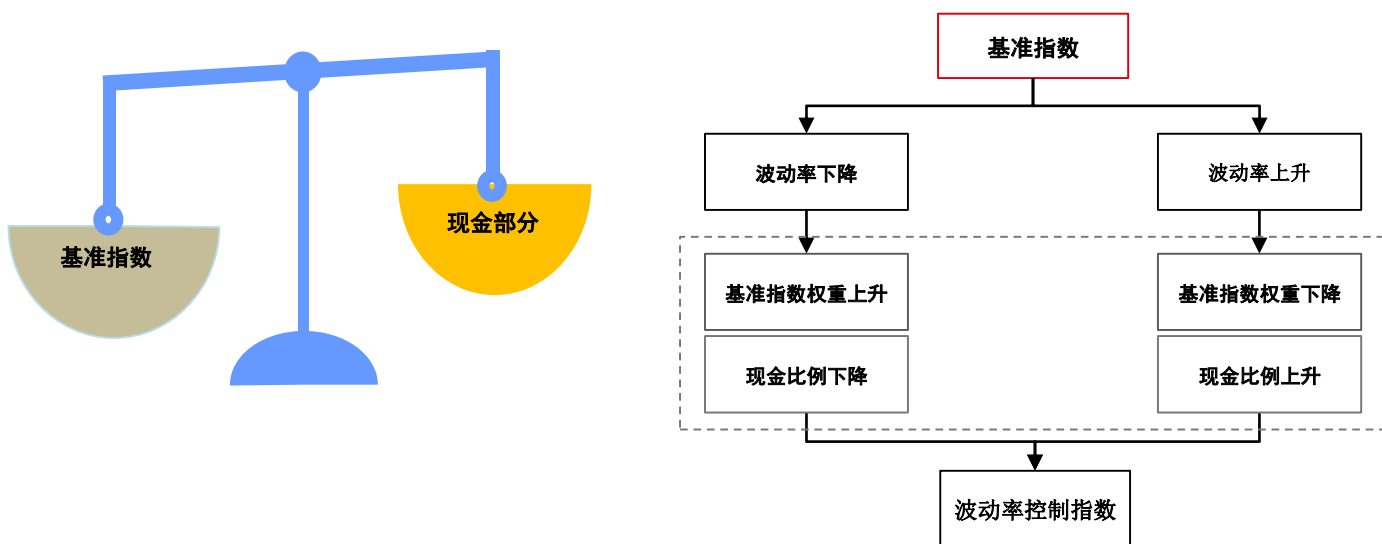 基准指数
现金部分
基准指数
波动率下降
波动率上升
基准指数权重上升
基准指数权重下降
现金比例下降
现金比例上升
波动率控制指数